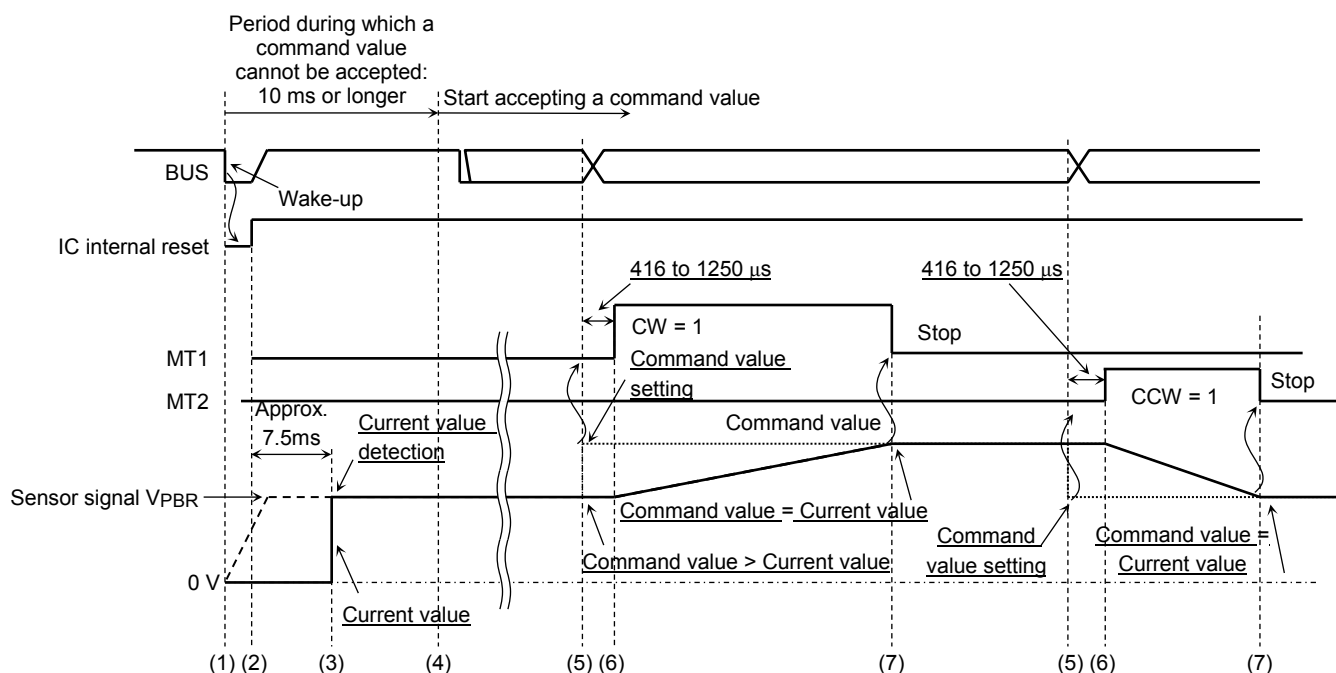 Period during which a
command value
cannot be accepted:
10 ms or longer
Start accepting a command value
BUS
Wake-up
IC internal reset
416 to 1250 μs
416 to 1250 μs
CW = 1
Stop
MT1
Command value
setting
MT2
CCW = 1
Stop
Approx.
7.5ms
Current value
detection
Command value
Sensor signal VPBR
Command value = Current value
Command value > Current value
Command
value setting
Command value =
Current value
0 V
Current value
(1) (2) (3) (4) (5) (6) (7) (5) (6) (7)